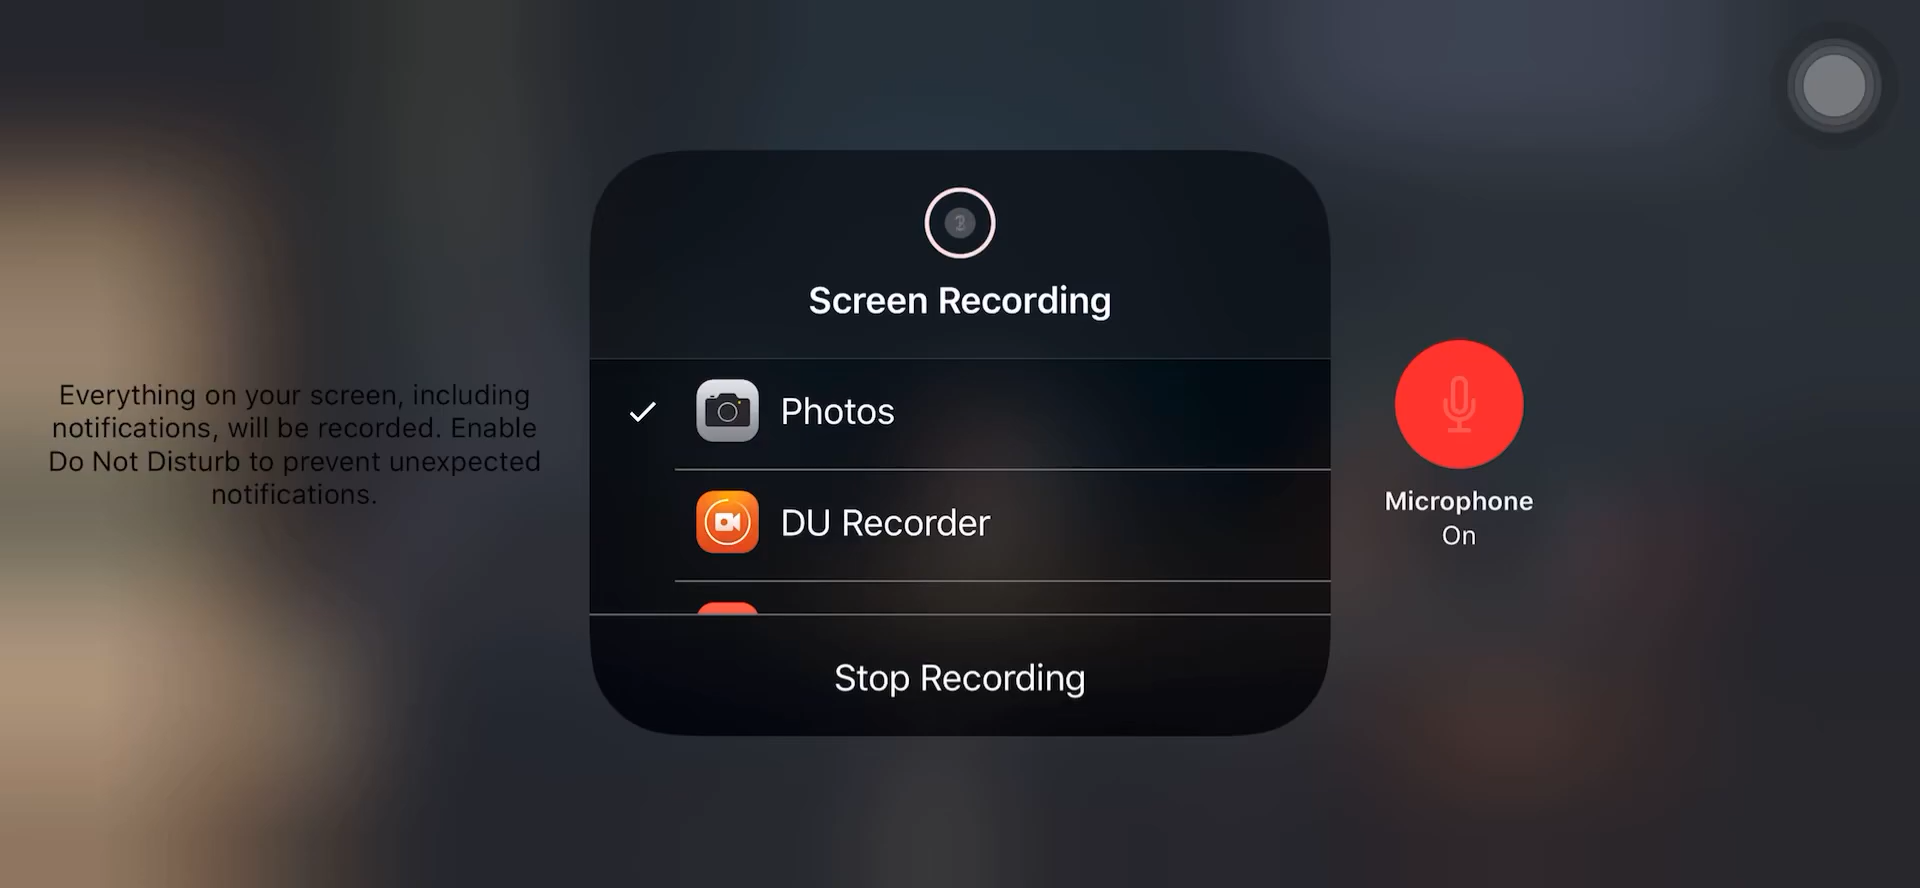 Screen Recording
Everything on your screen, including
notifications, will be recorded. Enable
Do Not Disturb to prevent unexpected
notifications.
Photos
DU Recorder
Stop Recording
Microphone
On